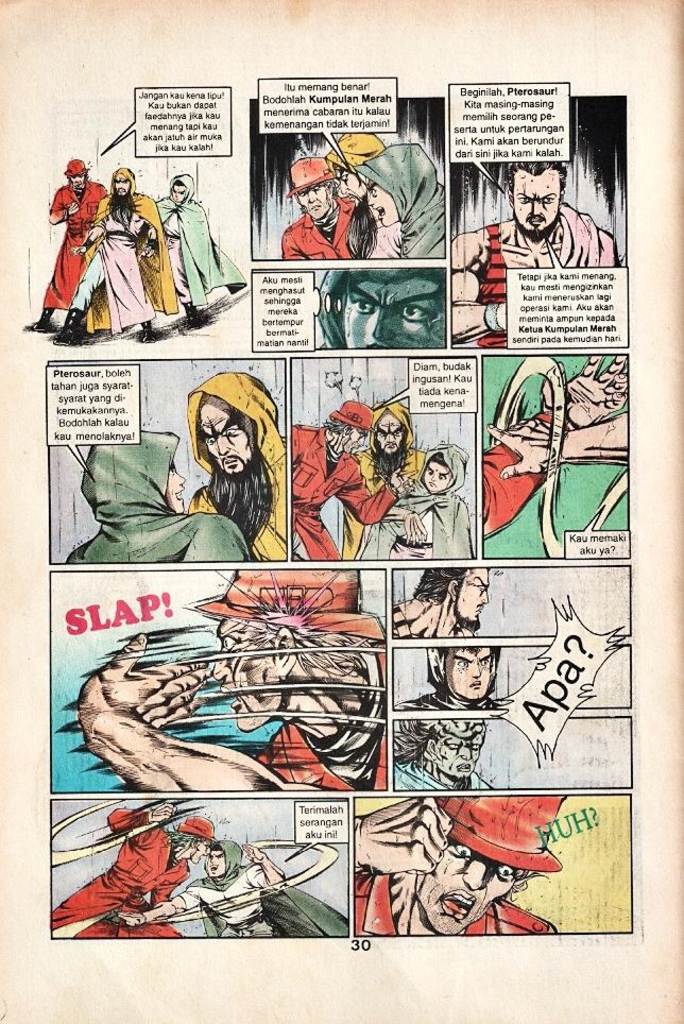 Jangan kau kena tipu!
Kau bukan dapat
faedahnya jika kau
menang tapi kau
akan jatuh air muka
jika kau kalah!
Itu memang benar!
Bodohlah Kumpulan Merah
menerima cabaran itu kalau
kemenangan tidak terjamin!
Beginilah, Pterosaur!
Kita masing-masing
memilih seorang pe-
serta untuk pertarungan
ini. Kami akan berundur
dari sini jika kami kalah.
Aku mesti
menghasut
sehingga
mereka
bertempur
bermati-
matian nanti!
Tetapi jika kami menang,
kau mesti mengizinkan
kami meneruskan lagi
operasi kami. Aku akan
meminta ampun kepada
Ketua Kumpulan Merah
sendiri pada kemudian hari.
Pterosaur, boleh
tahan juga syarat-
syarat yang di-
kemukakannya.
Bodohlah kalau
kau menolaknya!
Diam, budak
ingusan! Kau
tiada kena-
mengena!
Kau memaki
aku ya?
SLAP!
Apa?
Terimalah
serangan
aku ini!
HUH?
30